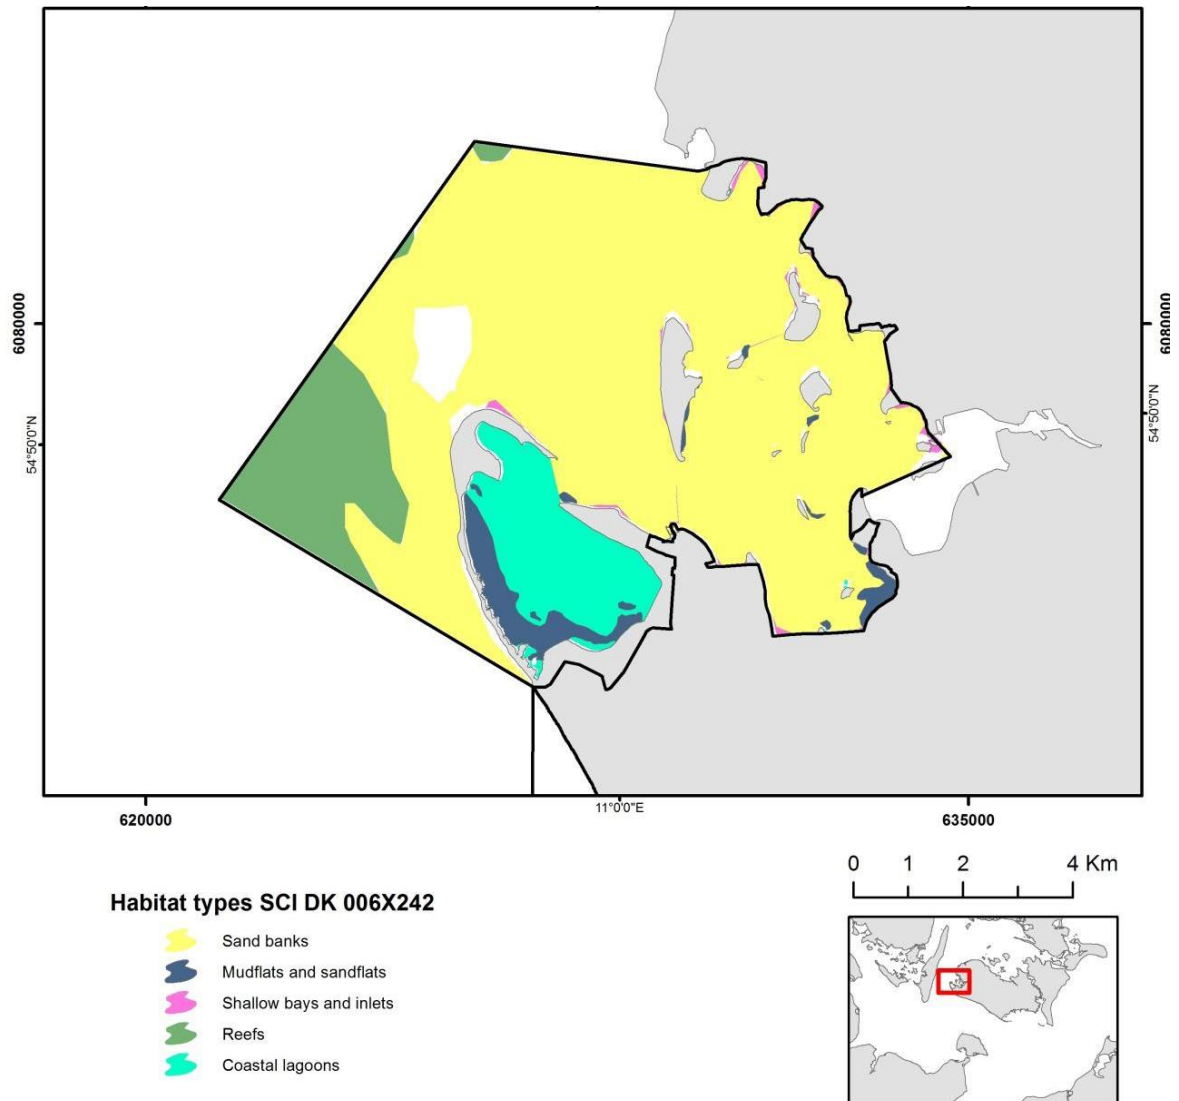 6080000
6080000
54°50'0"N
54°50'0"N
11°0'0"E
620000
635000
0 1 2 4 Km
Habitat types SCI DK 006X242
Sand banks
Mudflats and sandflats
Shallow bays and inlets
Reefs
Coastal lagoons